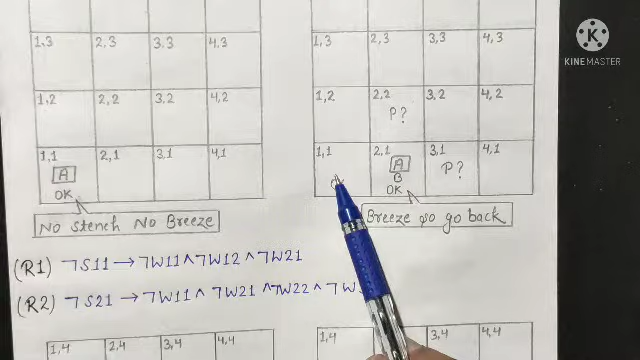 KINEMASTER
1,3 2,3 3,3 4,3
1,2 2,2 3,2 4,2
1,1 2,1 3,1 4,1
A
OK
No Stench No Breeze
1,3 2,3 3,3 4,3
1,2 2,2 3,2 4,2
P?
1,1 2,1 3,1 4,1
A P?
B
OK
Breeze so go back
(R1) ¬S11 → ¬W11 ∧ ¬W12 ∧ ¬W21
(R2) ¬S21 → ¬W11 ∧ ¬W21 ∧ ¬W22 ∧ ¬W
1,4 2,4 3,4 4,4
1,4 3,4 4,4